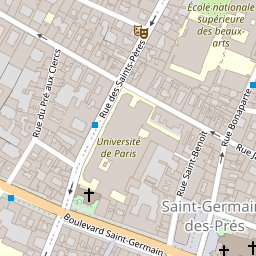 École nationale
supérieure
des beaux-
arts
Rue du Pré aux Clercs
Rue des Saints-Pères
Rue Bonaparte
Université
de Paris
Rue Saint-Benoît
Saint-Germain
des-Prés
Boulevard Saint-Germain